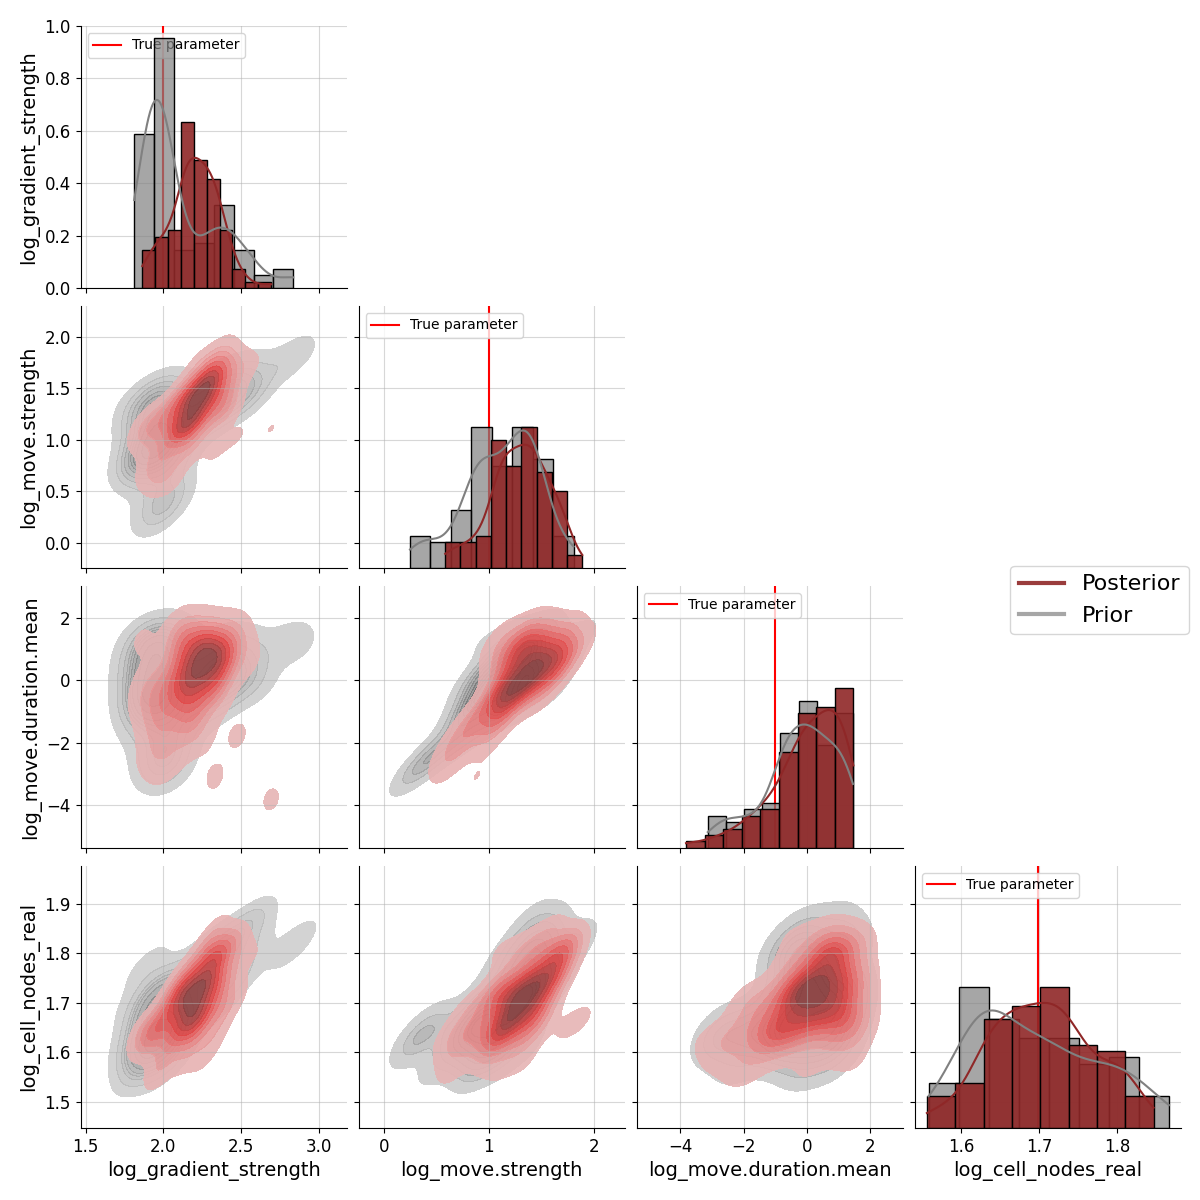 1.0
True parameter
0.8
0.6
0.4
0.2
0.0
log_gradient_strength
2.0
1.5
1.0
0.5
0.0
log_move.strength
True parameter
2
0
−2
−4
log_move.duration.mean
True parameter
Posterior
Prior
1.9
1.8
1.7
1.6
1.5
log_cell_nodes_real
True parameter
1.5 2.0 2.5 3.0
0 1 2
−4 −2 0 2
1.6 1.7 1.8
log_gradient_strength
log_move.strength
log_move.duration.mean
log_cell_nodes_real